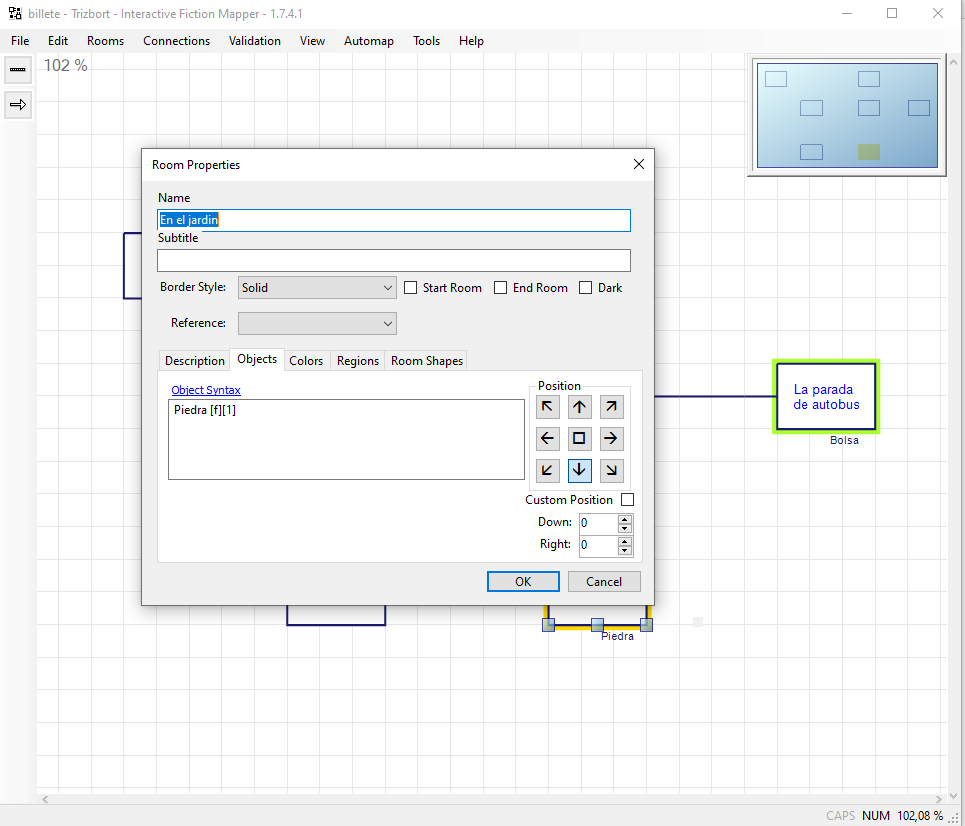 billete - Trizbort - Interactive Fiction Mapper - 1.7.4.1
File Edit Rooms Connections Validation View Automap Tools Help
102 %
Room Properties
Name
En el jardin
Subtitle
Border Style: Solid Start Room End Room Dark
Reference:
Description Objects Colors Regions Room Shapes
Object Syntax
Piedra [f][1]
Position
Custom Position
Down: 0
Right: 0
OK Cancel
La parada
de autobus
Bolsa
Piedra
CAPS NUM 102,08 %